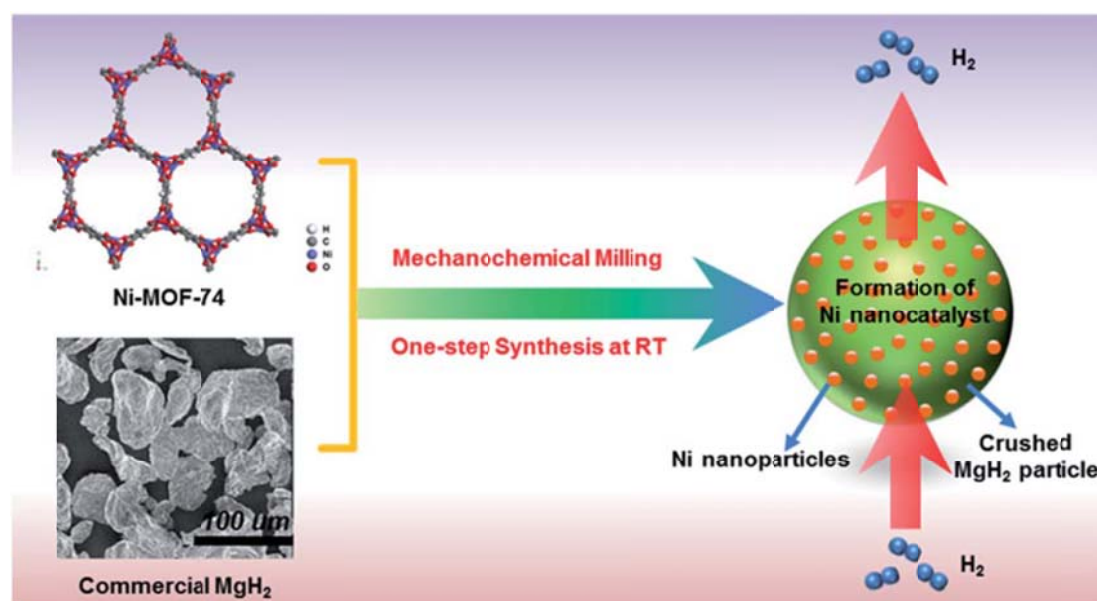 H
C
Ni
O
Ni-MOF-74
100 um
Commercial MgH₂
Mechanochemical Milling
One-step Synthesis at RT
H₂
Formation of
Ni nanocatalyst
Ni nanoparticles
Crushed
MgH₂ particle
H₂